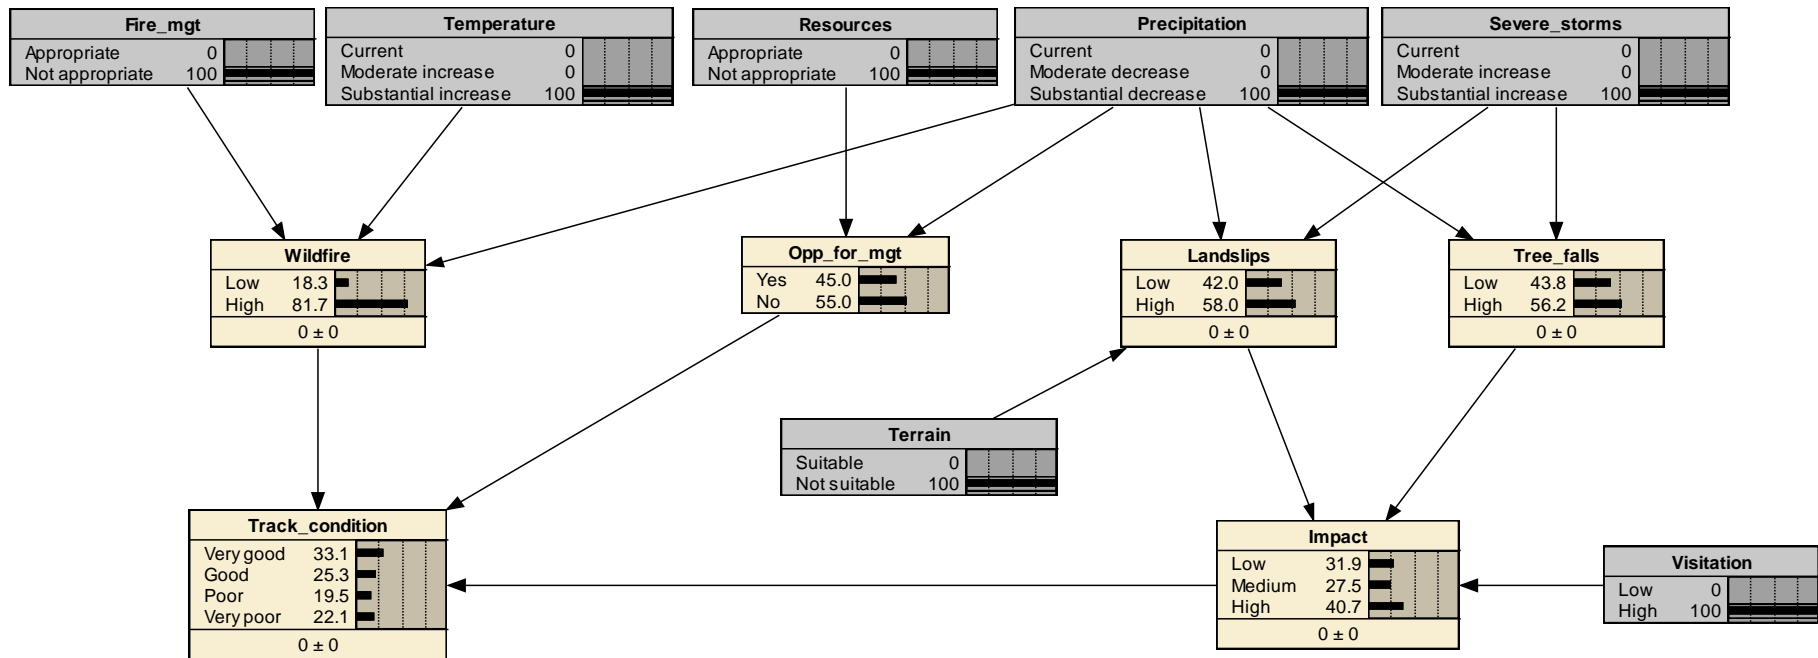 Fire_mgt
Appropriate 0
Not appropriate 100
Temperature
Current 0
Moderate increase 0
Substantial increase 100
Resources
Appropriate 0
Not appropriate 100
Precipitation
Current 0
Moderate decrease 0
Substantial decrease 100
Severe_storms
Current 0
Moderate increase 0
Substantial increase 100
Wildfire
Low 18.3
High 81.7
0 ± 0
Opp_for_mgt
Yes 45.0
No 55.0
Landslips
Low 42.0
High 58.0
0 ± 0
Tree_falls
Low 43.8
High 56.2
0 ± 0
Terrain
Suitable 0
Not suitable 100
Track_condition
Very good 33.1
Good 25.3
Poor 19.5
Very poor 22.1
0 ± 0
Impact
Low 31.9
Medium 27.5
High 40.7
0 ± 0
Visitation
Low 0
High 100